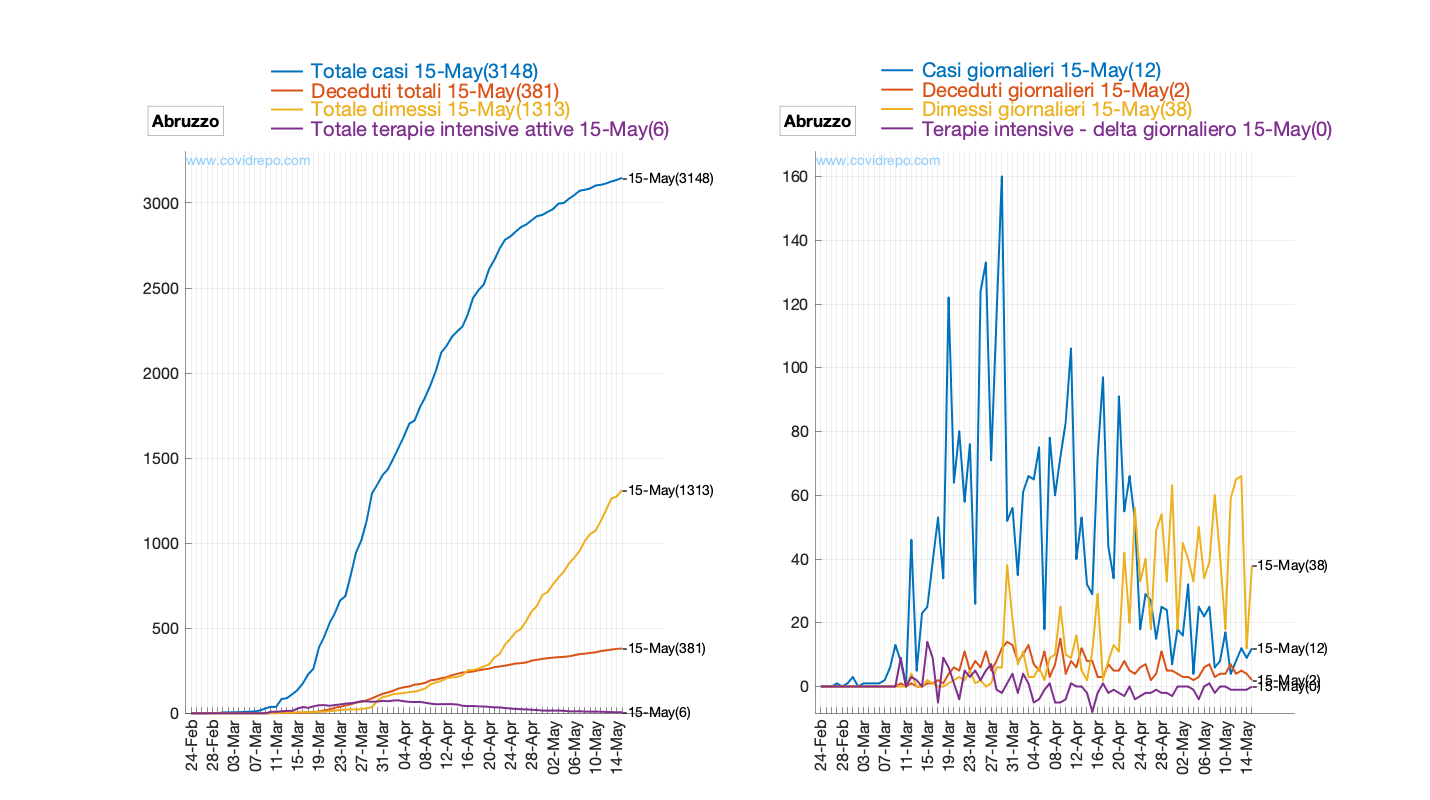 Totale casi 15-May(3148)
Deceduti totali 15-May(381)
Totale dimessi 15-May(1313)
Totale terapie intensive attive 15-May(6)
Abruzzo
www.covidrepo.com
3000
2500
2000
1500
1000
500
0
15-May(3148)
15-May(1313)
15-May(381)
15-May(6)
24-Feb
28-Feb
03-Mar
07-Mar
11-Mar
15-Mar
19-Mar
23-Mar
27-Mar
31-Mar
04-Apr
08-Apr
12-Apr
16-Apr
20-Apr
24-Apr
28-Apr
02-May
06-May
10-May
14-May
Casi giornalieri 15-May(12)
Deceduti giornalieri 15-May(2)
Dimessi giornalieri 15-May(38)
Terapie intensive - delta giornaliero 15-May(0)
Abruzzo
www.covidrepo.com
160
140
120
100
80
60
40
20
0
15-May(38)
15-May(12)
15-May(2)
15-May(0)
24-Feb
28-Feb
03-Mar
07-Mar
11-Mar
15-Mar
19-Mar
23-Mar
27-Mar
31-Mar
04-Apr
08-Apr
12-Apr
16-Apr
20-Apr
24-Apr
28-Apr
02-May
06-May
10-May
14-May